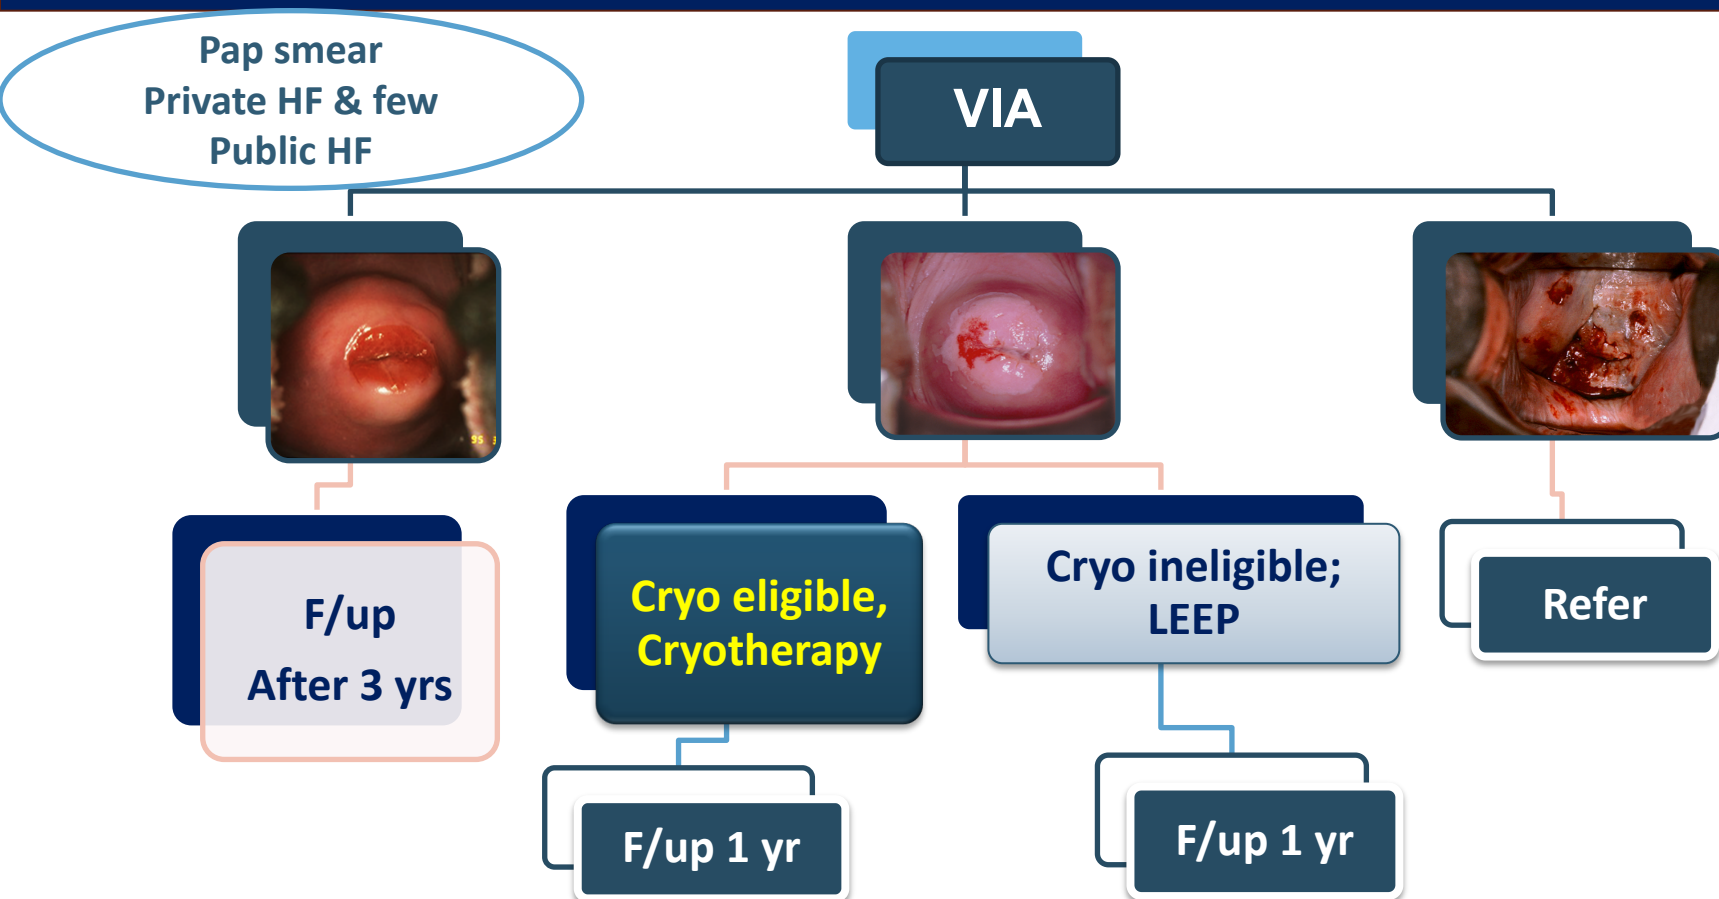 Pap smear
Private HF & few
Public HF
VIA
95
F/up
After 3 yrs
Cryo eligible,
Cryotherapy
Cryo ineligible;
LEEP
Refer
F/up 1 yr
F/up 1 yr